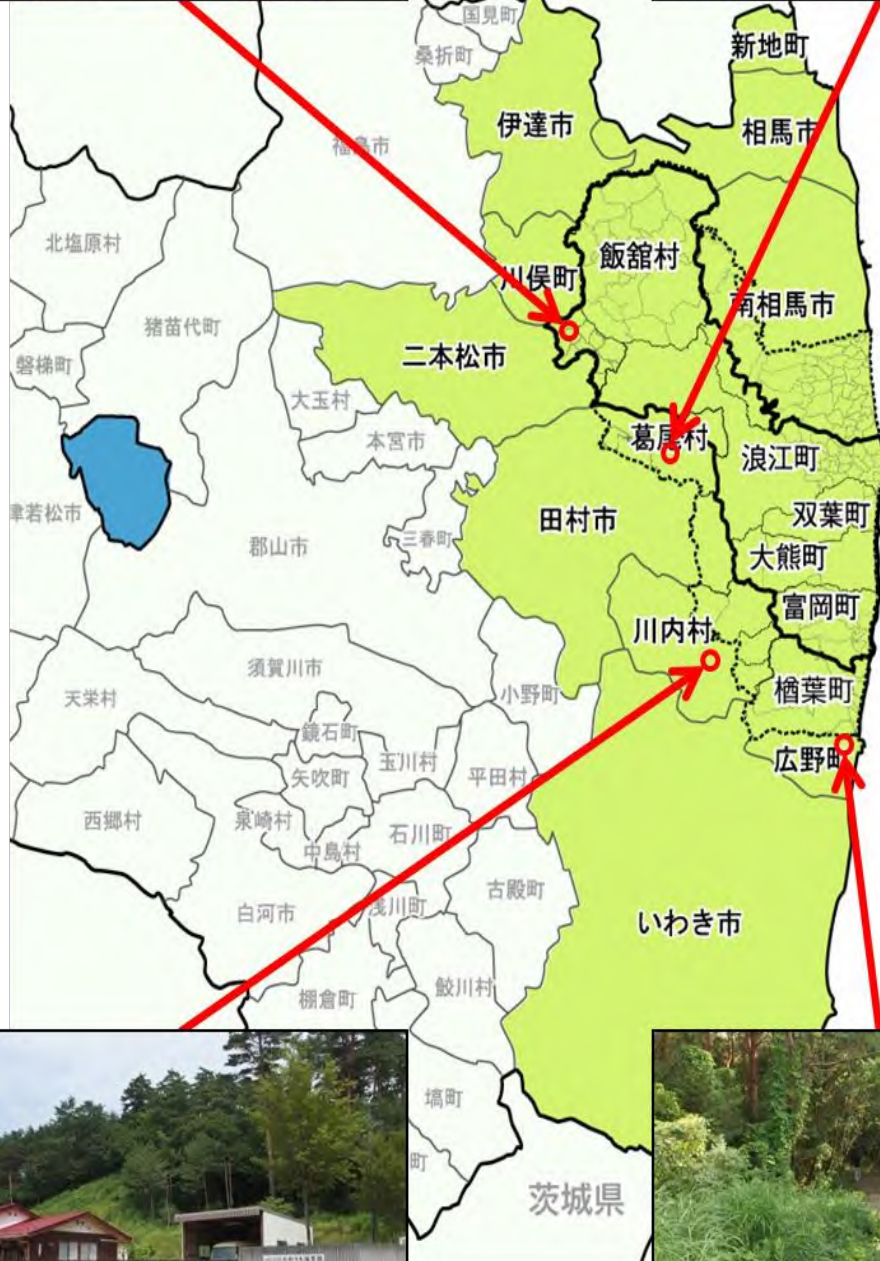 国見町
桑折町
新地町
伊達市
相馬市
福島市
北塩原村
飯舘村
川俣町
南相馬市
猪苗代町
二本松市
磐梯町
大玉村
本宮市
葛尾村
浪江町
津若松市
双葉町
田村市
三春町
郡山市
大熊町
富岡町
川内村
須賀川市
小野町
楢葉町
天栄村
鏡石町
玉川村
広野町
矢吹町
平田村
西郷村
泉崎村
石川町
中島村
古殿町
浅川町
白河市
いわき市
鮫川村
棚倉町
塙町
町
茨城県